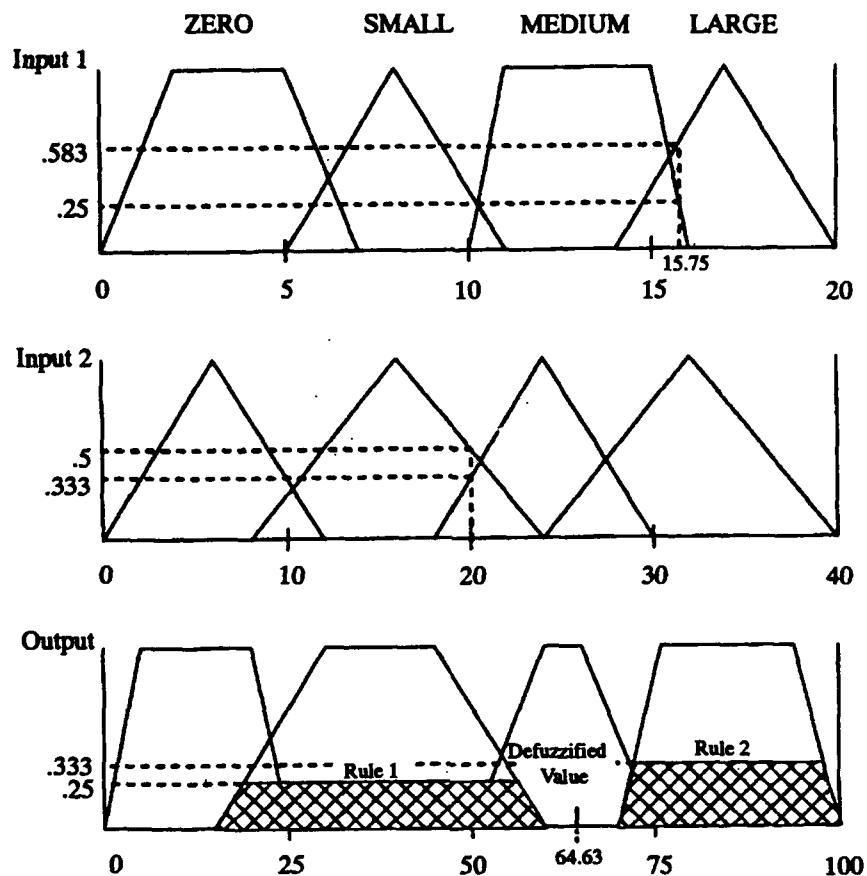 ZERO SMALL MEDIUM LARGE
Input 1
.583
.25
15.75
0 5 10 15 20
Input 2
.5
.333
0 10 20 30 40
Output
.333
.25
Rule 1
Defuzzified
Value
Rule 2
0 25 50 64.63 75 100